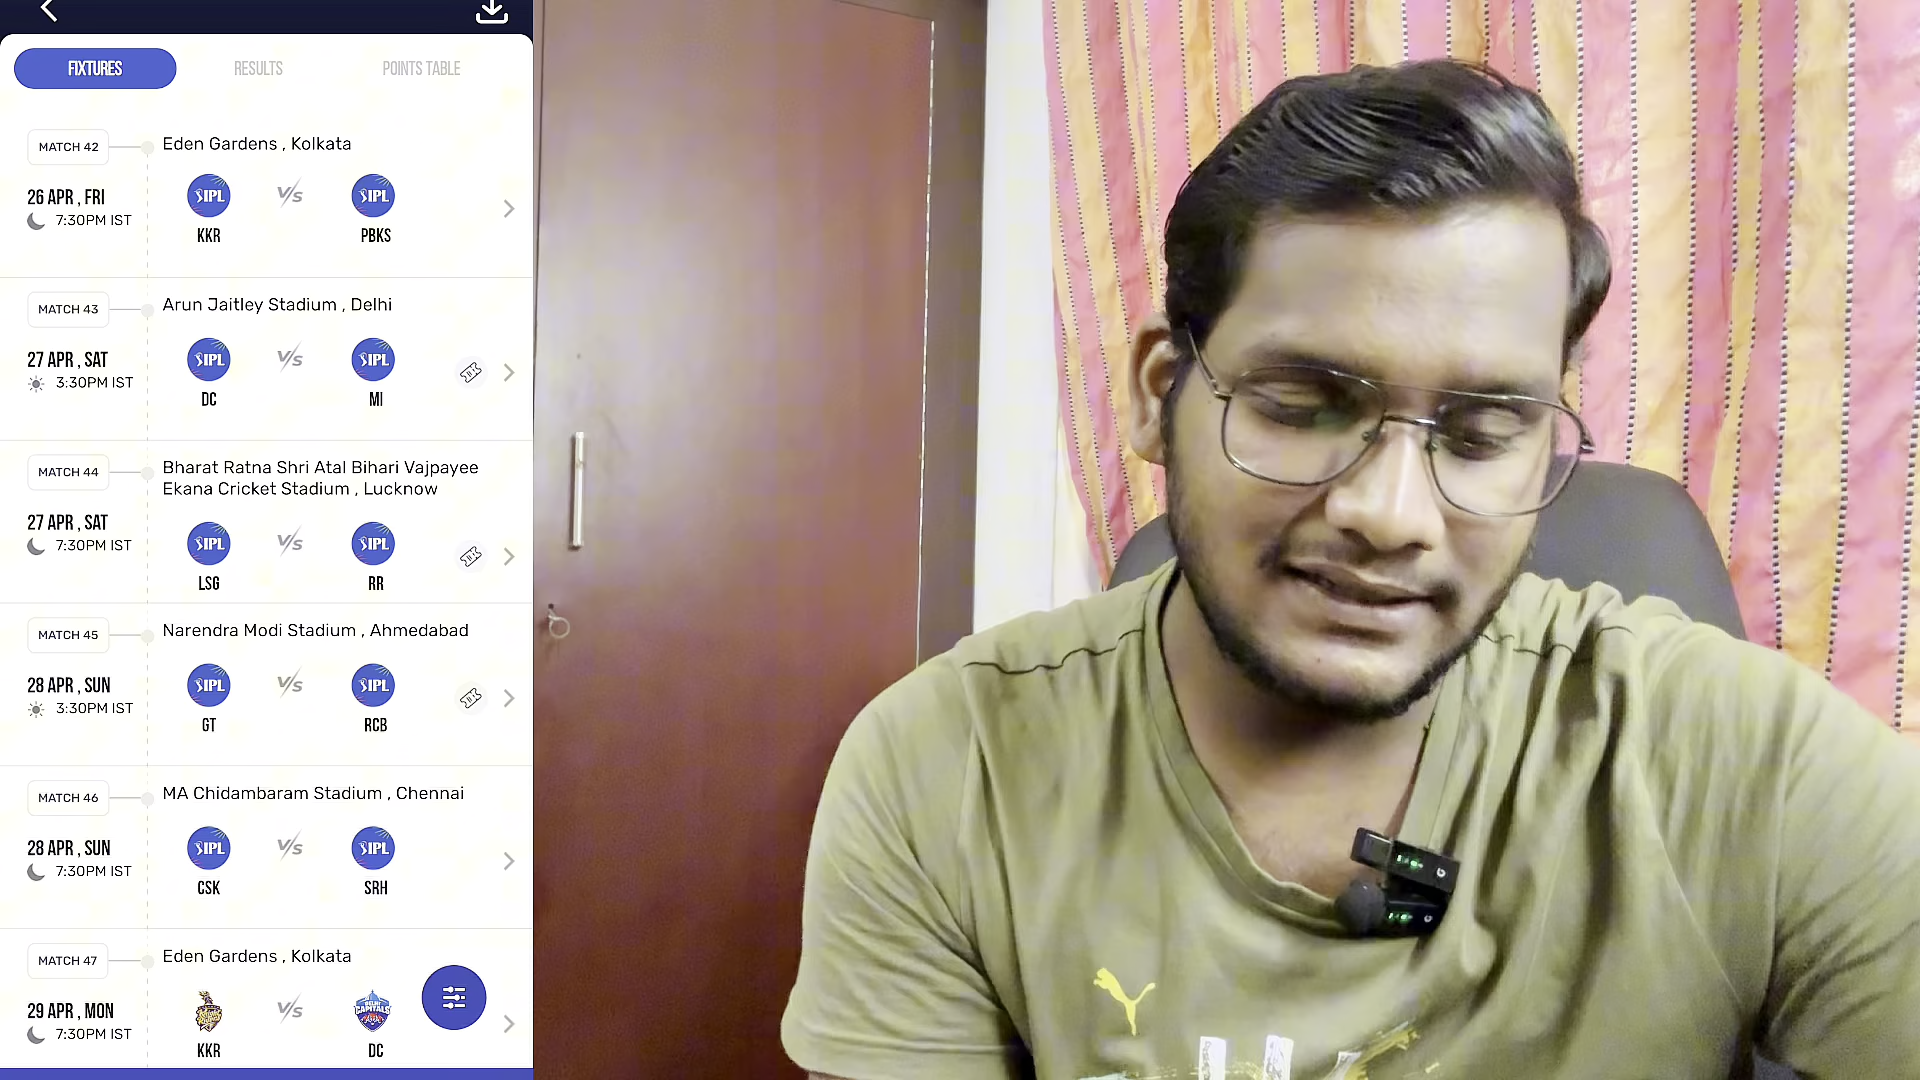 FIXTURES
RESULTS
POINTS TABLE
MATCH 42
Eden Gardens , Kolkata
26 APR , FRI
7:30PM IST
IPL
V/S
IPL
KKR
PBKS
MATCH 43
Arun Jaitley Stadium , Delhi
27 APR , SAT
3:30PM IST
IPL
V/S
IPL
DC
MI
MATCH 44
Bharat Ratna Shri Atal Bihari Vajpayee
Ekana Cricket Stadium , Lucknow
27 APR , SAT
7:30PM IST
IPL
V/S
IPL
LSG
RR
MATCH 45
Narendra Modi Stadium , Ahmedabad
28 APR , SUN
3:30PM IST
IPL
V/S
IPL
GT
RCB
MATCH 46
MA Chidambaram Stadium , Chennai
28 APR , SUN
7:30PM IST
IPL
V/S
IPL
CSK
SRH
MATCH 47
Eden Gardens , Kolkata
29 APR , MON
7:30PM IST
V/S
CAPITALS
KKR
DC